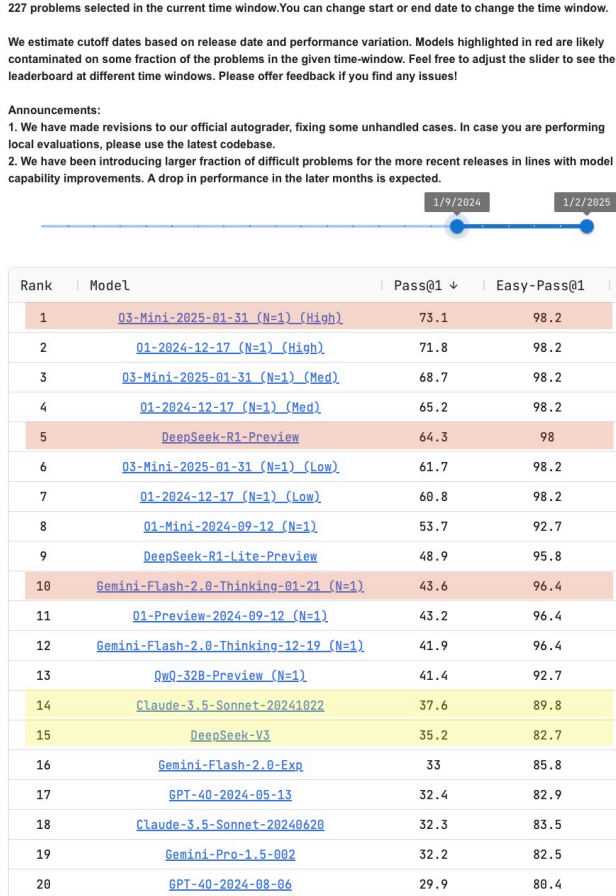 227 problems selected in the current time window.You can change start or end date to change the time window.
We estimate cutoff dates based on release date and performance variation. Models highlighted in red are likely
contaminated on some fraction of the problems in the given time-window. Feel free to adjust the slider to see the
leaderboard at different time windows. Please offer feedback if you find any issues!
Announcements:
1. We have made revisions to our official autograder, fixing some unhandled cases. In case you are performing
local evaluations, please use the latest codebase.
2. We have been introducing larger fraction of difficult problems for the more recent releases in lines with model
capability improvements. A drop in performance in the later months is expected.
1/9/2024 1/2/2025
Rank Model Pass@1 ↓ Easy-Pass@1
1 O3-Mini-2025-01-31 (N=1) (High) 73.1 98.2
2 O1-2024-12-17 (N=1) (High) 71.8 98.2
3 O3-Mini-2025-01-31 (N=1) (Med) 68.7 98.2
4 O1-2024-12-17 (N=1) (Med) 65.2 98.2
5 DeepSeek-R1-Preview 64.3 98
6 O3-Mini-2025-01-31 (N=1) (Low) 61.7 98.2
7 O1-2024-12-17 (N=1) (Low) 60.8 98.2
8 O1-Mini-2024-09-12 (N=1) 53.7 92.7
9 DeepSeek-R1-Lite-Preview 48.9 95.8
10 Gemini-Flash-2.0-Thinking-01-21 (N=1) 43.6 96.4
11 O1-Preview-2024-09-12 (N=1) 43.2 96.4
12 Gemini-Flash-2.0-Thinking-12-19 (N=1) 41.9 96.4
13 QwQ-32B-Preview (N=1) 41.4 92.7
14 Claude-3.5-Sonnet-20241022 37.6 89.8
15 DeepSeek-V3 35.2 82.7
16 Gemini-Flash-2.0-Exp 33 85.8
17 GPT-4O-2024-05-13 32.4 82.9
18 Claude-3.5-Sonnet-20240620 32.3 83.5
19 Gemini-Pro-1.5-002 32.2 82.5
20 GPT-4O-2024-08-06 29.9 80.4